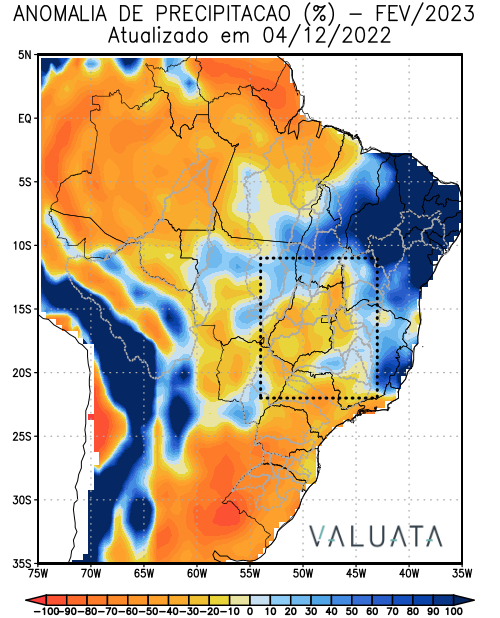 ANOMALIA DE PRECIPITACAO (%) – FEV/2023
Atualizado em 04/12/2022
5N
EQ
5S
10S
15S
20S
25S
30S
35S
VALUATA
75W 70W 65W 60W 55W 50W 45W 40W 35W
-100-90-80-70-60-50-40-30-20-10 0 10 20 30 40 50 60 70 80 90 100